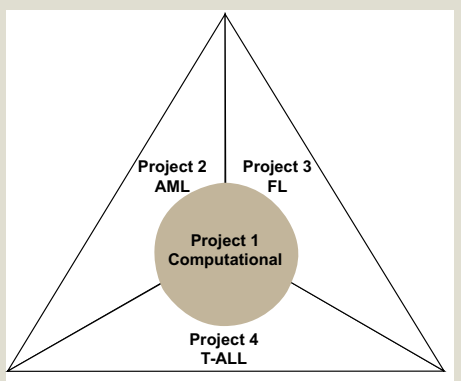 Project 2
AML
Project 3
FL
Project 1
Computational
Project 4
T-ALL